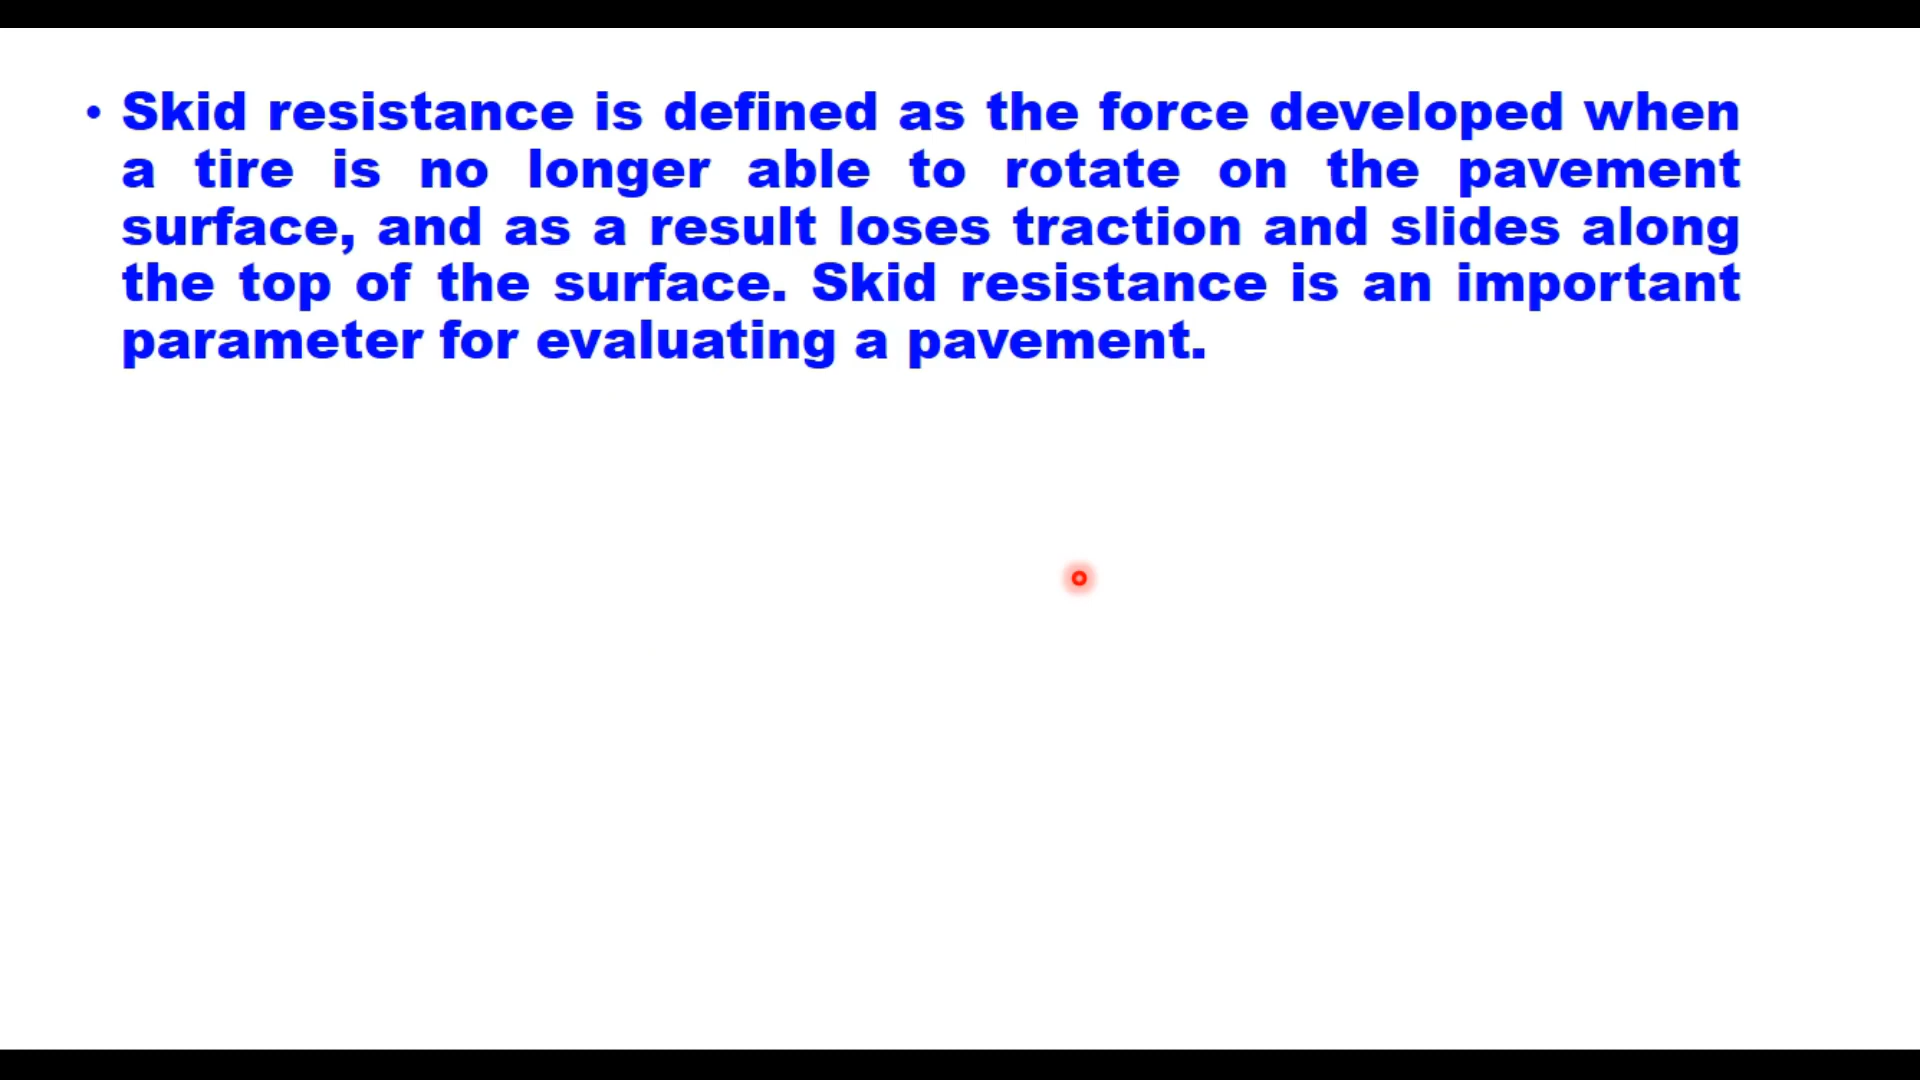 • Skid resistance is defined as the force developed when
a tire is no longer able to rotate on the pavement
surface, and as a result loses traction and slides along
the top of the surface. Skid resistance is an important
parameter for evaluating a pavement.